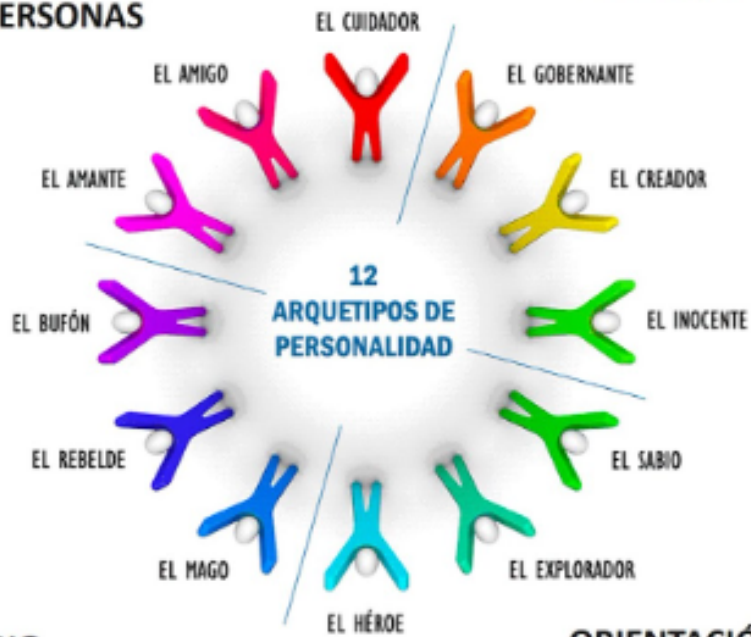 ERSONAS
EL CUIDADOR
EL AMIGO
EL GOBERNANTE
EL AMANTE
EL CREADOR
12
ARQUETIPOS DE
PERSONALIDAD
EL BUFÓN
EL INOCENTE
EL REBELDE
EL SABIO
EL MAGO
EL EXPLORADOR
EL HÉROE